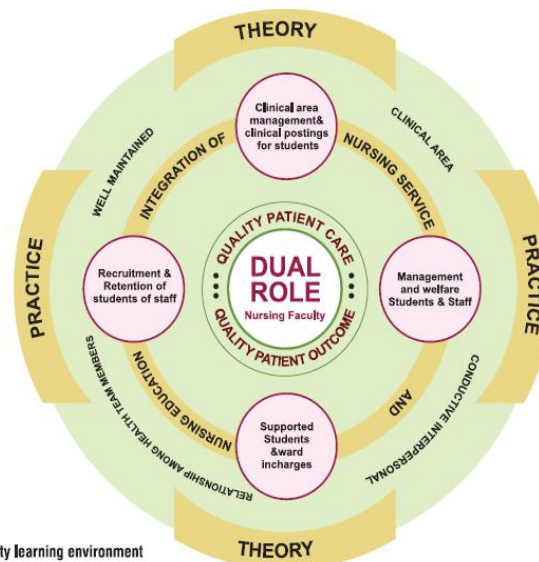 THEORY
Clinical area
management&
clinical postings
for students
WELL MAINTAINED
CLINICAL AREA
INTEGRATION OF
NURSING SERVICE
PRACTICE
PRACTICE
Recruitment &
Retention of
students of staff
QUALITY PATIENT CARE
DUAL
ROLE
Nursing Faculty
QUALITY PATIENT OUTCOME
Management
and welfare
Students & Staff
NURSING EDUCATION
AND
RELATIONSHIP AMONG HEALTH TEAM MEMBERS
CONDUCTIVE INTERPERSONAL
Supported
Students
&ward
incharges
THEORY
ty learning environment